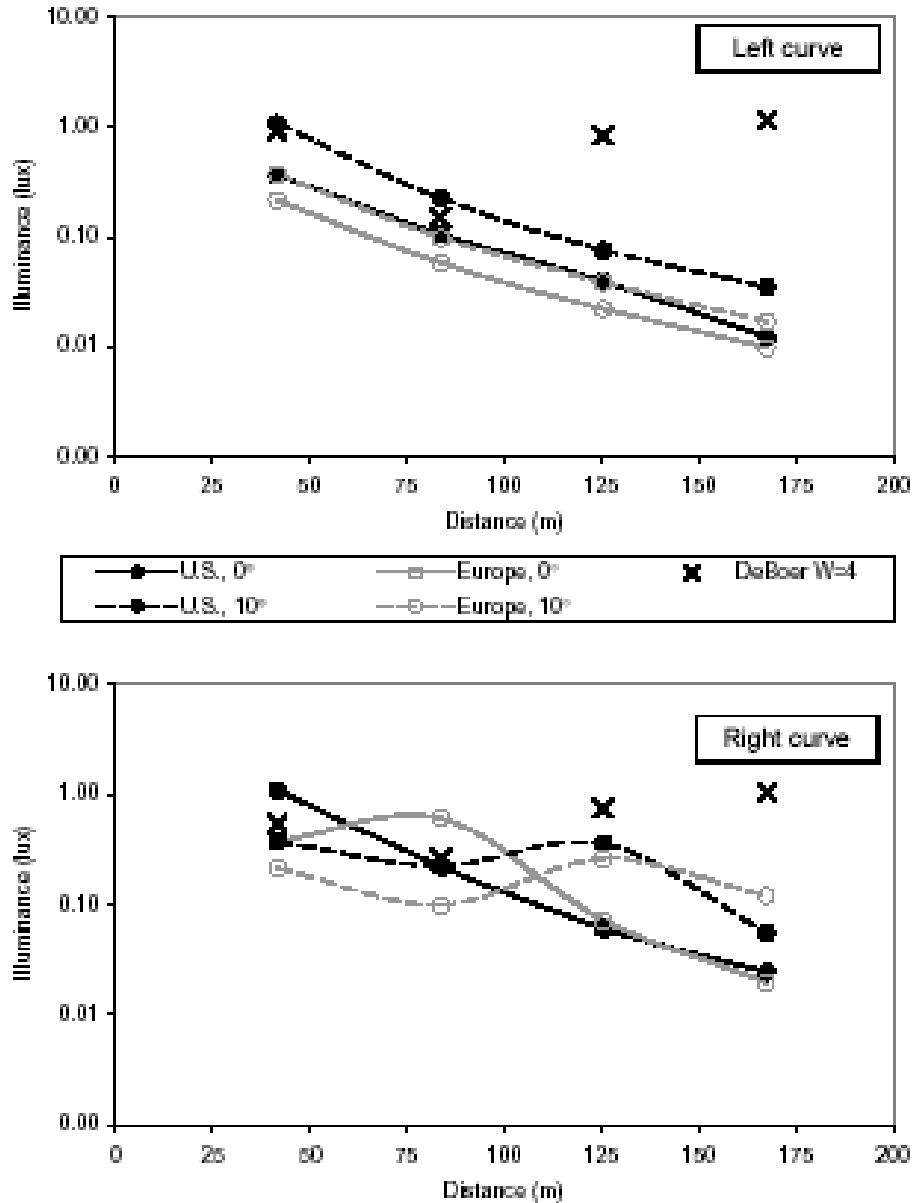 10.00
Left curve
1.00
0.10
0.01
0.00
Illuminance (lux)
0 25 50 75 100 125 150 175 200
Distance (m)
U.S., 0° Europe, 0° DeBoer W=4
U.S., 10° Europe, 10°
10.00
Right curve
1.00
0.10
0.01
0.00
Illuminance (lux)
0 25 50 75 100 125 150 175 200
Distance (m)